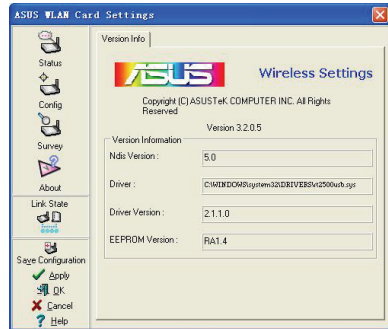 ASUS WLAN Card Settings
Status
Config
Survey
About
Link State
Save Configuration
Apply
OK
Cancel
Help
Version Info
ASUS
Wireless Settings
Copyright (C) ASUSTeK COMPUTER INC. All Rights
Reserved
Version 3.2.0.5
Version Information
Ndis Version : 5.0
Driver : C:\WINDOWS\system32\DRIVERS\rt2500usb.sys
Driver Version : 2.1.1.0
EEPROM Version : RA1.4